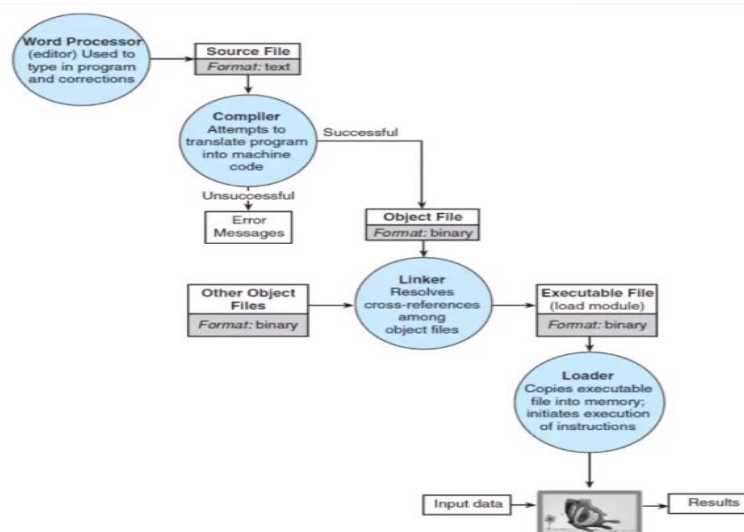 Word Processor
(editor) Used to
type in program
and corrections
Source File
Format: text
Compiler
Attempts to
translate program
into machine
code
Successful
Unsuccessful
Error
Messages
Object File
Format: binary
Other Object
Files
Format: binary
Linker
Resolves
cross-references
among
object files
Executable File
(load module)
Format: binary
Loader
Copies executable
file into memory;
initiates execution
of instructions
Input data
Results